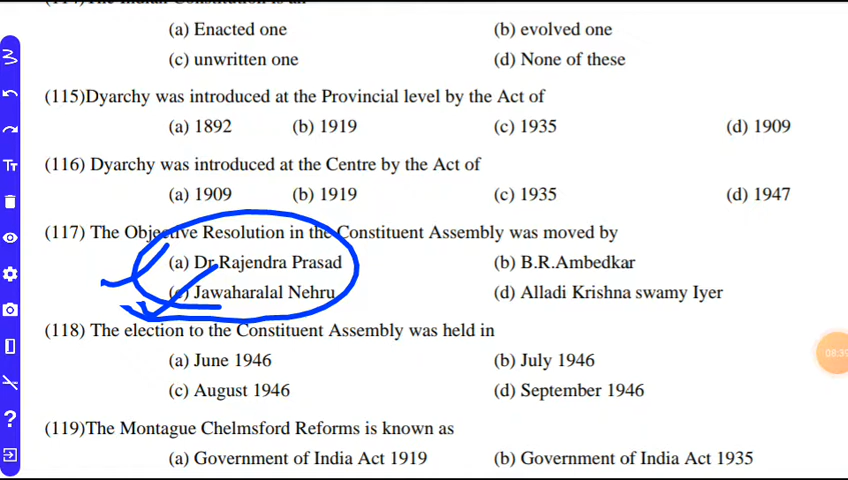 (a) Enacted one (b) evolved one
(c) unwritten one (d) None of these
(115)Dyarchy was introduced at the Provincial level by the Act of
(a) 1892 (b) 1919 (c) 1935 (d) 1909
(116) Dyarchy was introduced at the Centre by the Act of
(a) 1909 (b) 1919 (c) 1935 (d) 1947
(117) The Objective Resolution in the Constituent Assembly was moved by
(a) Dr.Rajendra Prasad (b) B.R.Ambedkar
(c) Jawaharalal Nehru (d) Alladi Krishna swamy Iyer
(118) The election to the Constituent Assembly was held in
(a) June 1946 (b) July 1946
(c) August 1946 (d) September 1946
(119)The Montague Chelmsford Reforms is known as
(a) Government of India Act 1919 (b) Government of India Act 1935